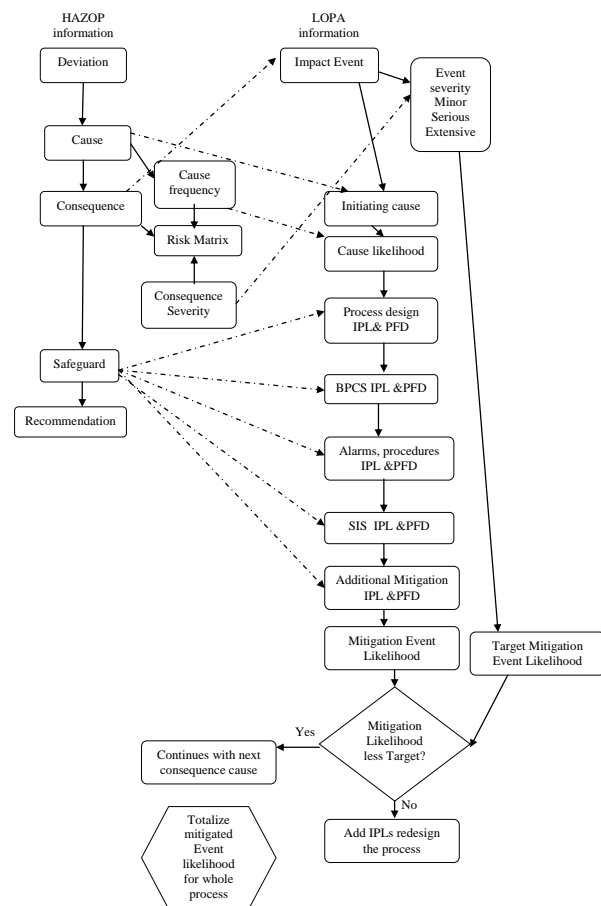 HAZOP
information
LOPA
information
Deviation
Impact Event
Event
severity
Minor
Serious
Extensive
Cause
Cause
frequency
Consequence
Initiating cause
Risk Matrix
Cause likelihood
Consequence
Severity
Process design
IPL& PFD
Safeguard
BPCS IPL &PFD
Recommendation
Alarms, procedures
IPL &PFD
SIS IPL &PFD
Additional Mitigation
IPL &PFD
Mitigation Event
Likelihood
Target Mitigation
Event Likelihood
Mitigation
Likelihood
less Target?
Yes
Continues with next
consequence cause
No
Add IPLs redesign
the process
Totalize
mitigated
Event
likelihood
for whole
process